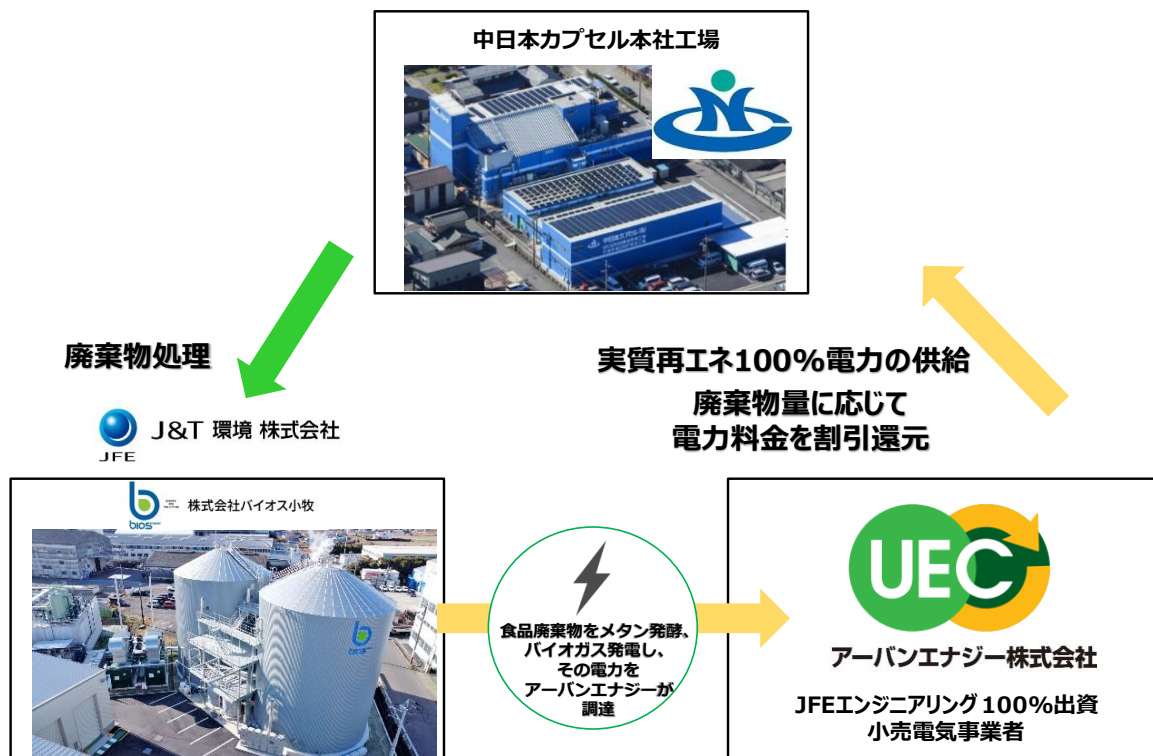 中日本カプセル本社工場
廃棄物処理
J&T 環境 株式会社
JFE
実質再エネ100%電力の供給
廃棄物量に応じて
電力料金を割引還元
bios
株式会社バイオス小牧
bios
食品廃棄物をメタン発酵、
バイオガス発電し、
その電力を
アーバンエナジーが
調達
UEC
アーバンエナジー株式会社
JFEエンジニアリング100%出資
小売電気事業者